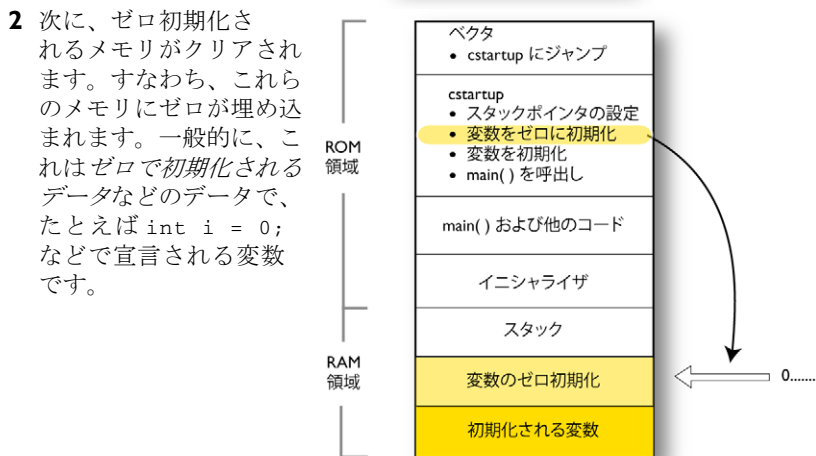 2 次に、ゼロ初期化さ
れるメモリがクリアされ
ます。すなわち、これら
のメモリにゼロが埋め込
まれます。一般的に、こ
れはゼロで初期化される
データなどのデータで、
たとえば int i = 0;
などで宣言される変数
です。
ROM
領域
RAM
領域
ベクタ
• cstartup にジャンプ
cstartup
• スタックポインタの設定
• 変数をゼロに初期化
• 変数を初期化
• main( ) を呼出し
main( ) および他のコード
イニシャライザ
スタック
変数のゼロ初期化
初期化される変数
0.......